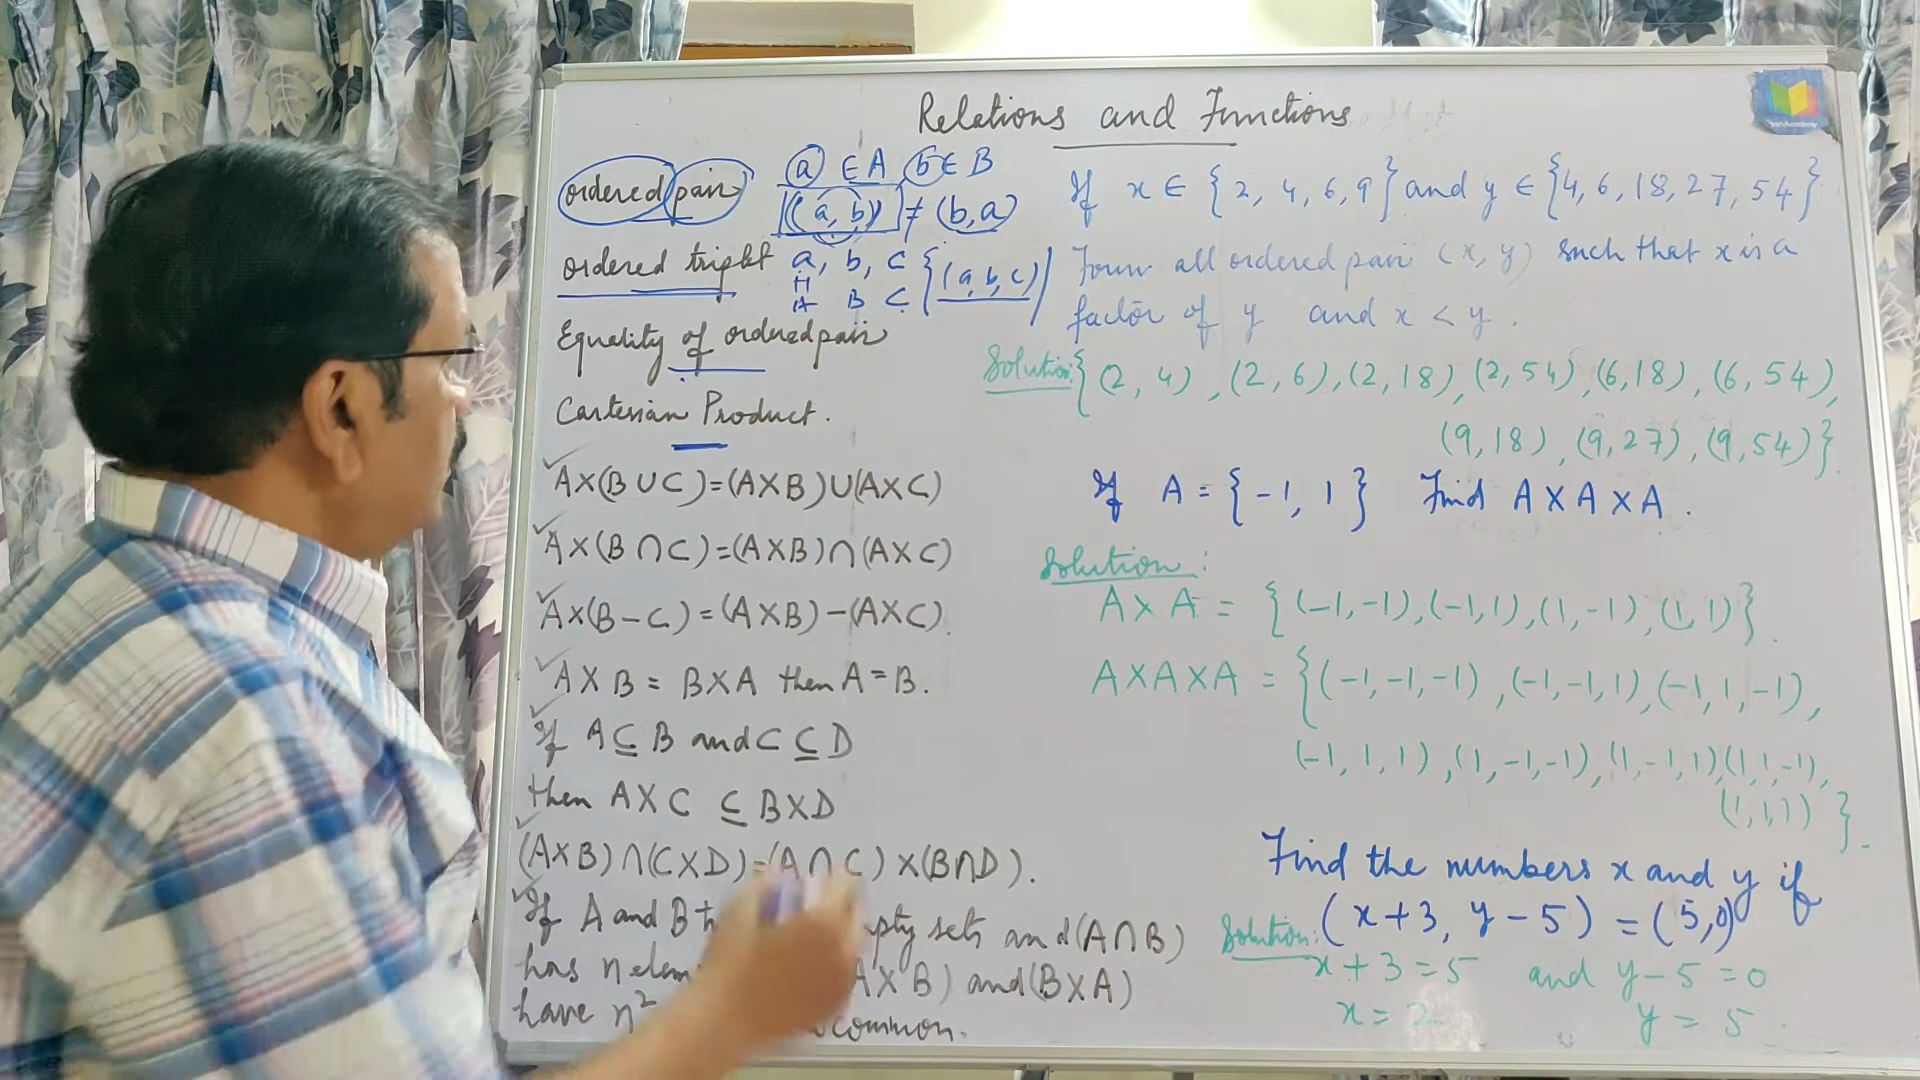 Relations and Functions
ordered pair a ∈ A b ∈ B
(a, b) ≠ (b, a)
ordered triplet a, b, c {(a, b, c)
A B C
Equality of ordered pair
Cartesian Product.
A×(B∪C)=(A×B)∪(A×C)
A×(B∩C)=(A×B)∩(A×C)
A×(B−C)=(A×B)−(A×C).
A×B = B×A then A=B.
If A⊆B and C⊆D
then A×C ⊆ B×D
(A×B)∩(C×D)=(A∩C)×(B∩D).
If A and B sets and (A∩B)
has n A×B) and (B×A)
have n² common.
If x ∈ {2, 4, 6, 9} and y ∈ {4, 6, 18, 27, 54}
Form all ordered pair (x, y) such that x is a
factor of y and x < y.
Solution: {(2, 4), (2, 6), (2, 18), (2, 54), (6, 18), (6, 54),
(9, 18), (9, 27), (9, 54)}.
If A = {-1, 1} Find A×A×A.
Solution:
A×A = {(-1,-1), (-1,1), (1,-1), (1,1)}.
A×A×A = {(-1,-1,-1), (-1,-1,1), (-1,1,-1),
(-1,1,1), (1,-1,-1), (1,-1,1) (1,1,-1),
(1,1,1)}.
Find the numbers x and y if
(x+3, y-5) = (5,0)
Solution:
x+3=5 and y-5=0
x=2 y=5